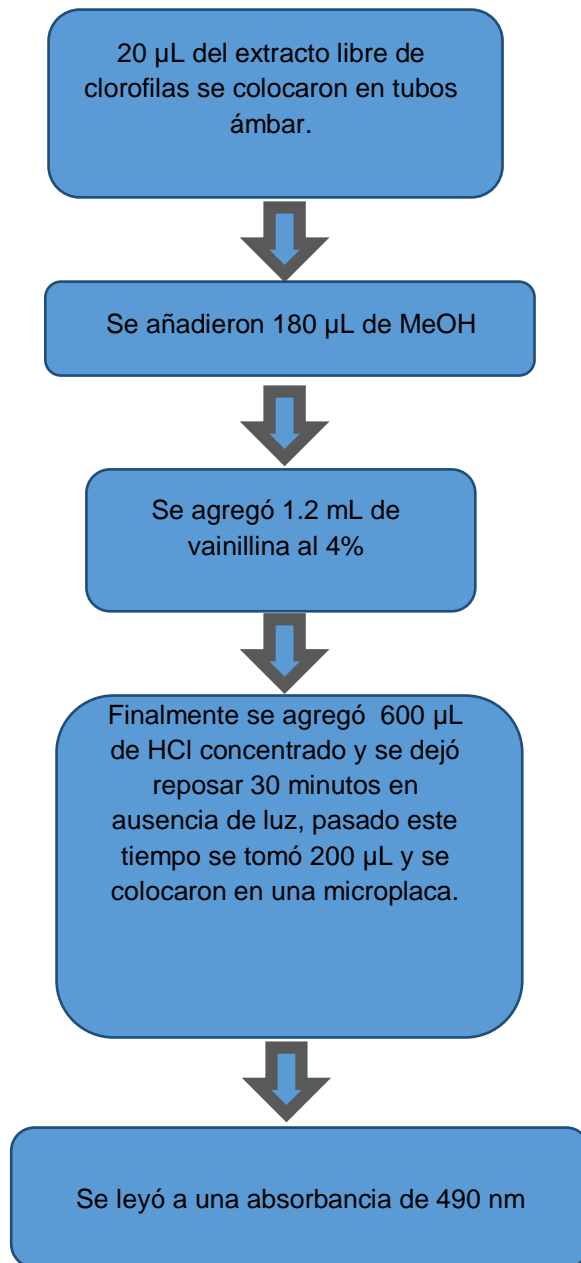 20 µL del extracto libre de
clorofilas se colocaron en tubos
ámbar.
Se añadieron 180 µL de MeOH
Se agregó 1.2 mL de
vainillina al 4%
Finalmente se agregó 600 µL
de HCl concentrado y se dejó
reposar 30 minutos en
ausencia de luz, pasado este
tiempo se tomó 200 µL y se
colocaron en una microplaca.
Se leyó a una absorbancia de 490 nm